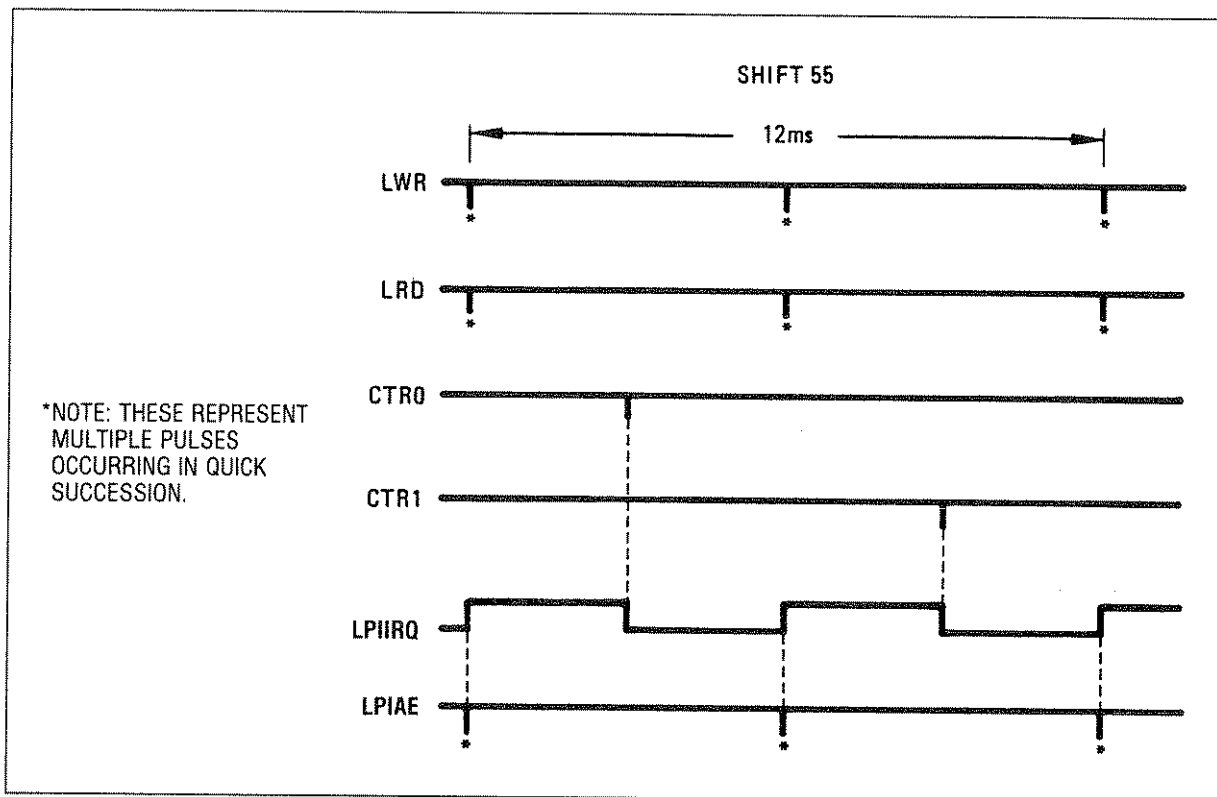 SHIFT 55
12ms
LWR
* * *
LRD
* * *
CTR0
*NOTE: THESE REPRESENT
MULTIPLE PULSES
OCCURRING IN QUICK
SUCCESSION.
CTR1
LPIIRQ
LPIAE
* * *